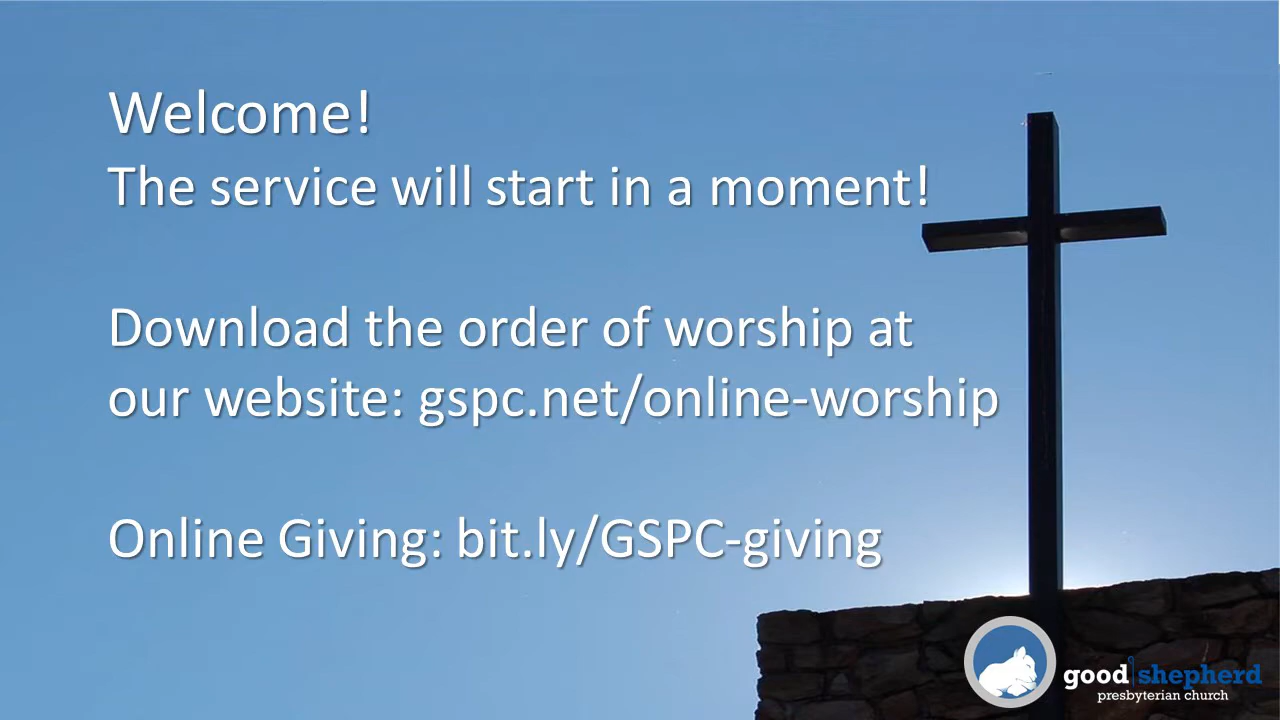 Welcome!
The service will start in a moment!
Download the order of worship at
our website: gspc.net/online-worship
Online Giving: bit.ly/GSPC-giving
good shepherd
presbyterian church